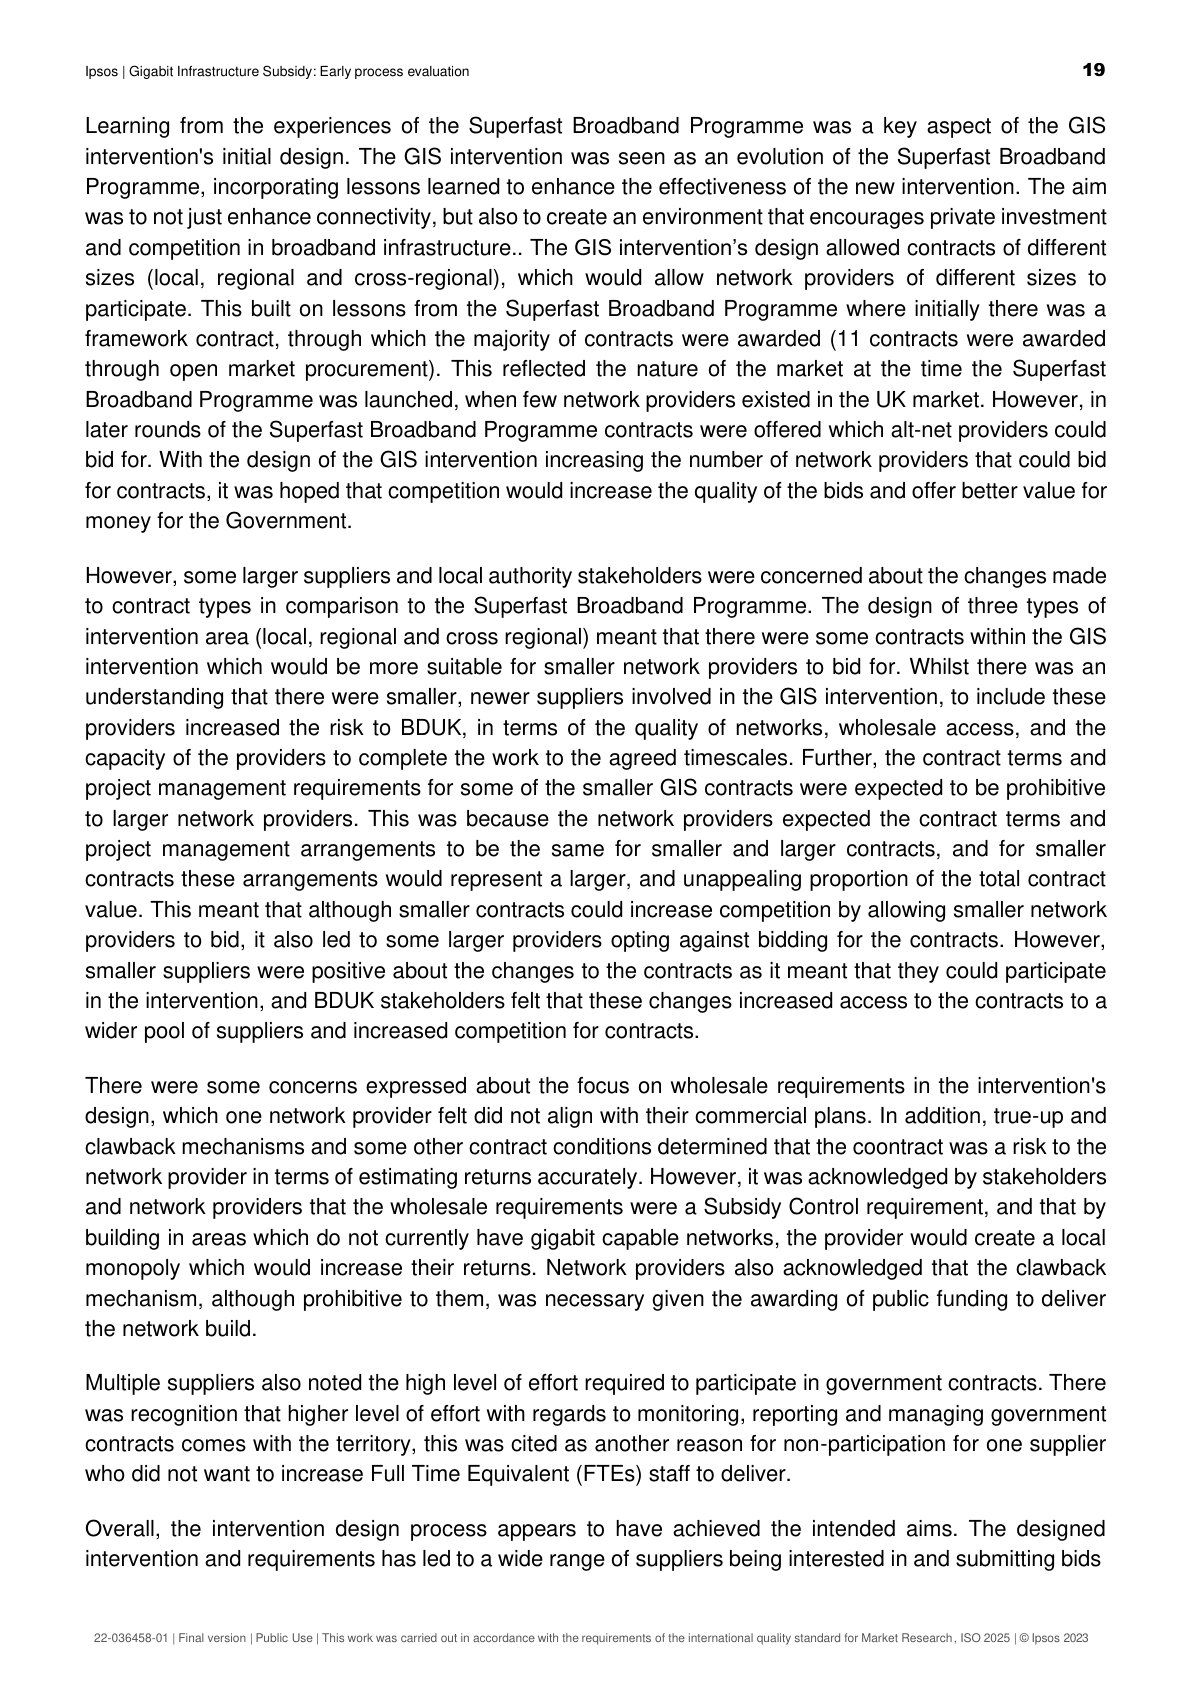 Ipsos | Gigabit Infrastructure Subsidy: Early process evaluation 19
Learning from the experiences of the Superfast Broadband Programme was a key aspect of the GIS
intervention's initial design. The GIS intervention was seen as an evolution of the Superfast Broadband
Programme, incorporating lessons learned to enhance the effectiveness of the new intervention. The aim
was to not just enhance connectivity, but also to create an environment that encourages private investment
and competition in broadband infrastructure.. The GIS intervention’s design allowed contracts of different
sizes (local, regional and cross-regional), which would allow network providers of different sizes to
participate. This built on lessons from the Superfast Broadband Programme where initially there was a
framework contract, through which the majority of contracts were awarded (11 contracts were awarded
through open market procurement). This reflected the nature of the market at the time the Superfast
Broadband Programme was launched, when few network providers existed in the UK market. However, in
later rounds of the Superfast Broadband Programme contracts were offered which alt-net providers could
bid for. With the design of the GIS intervention increasing the number of network providers that could bid
for contracts, it was hoped that competition would increase the quality of the bids and offer better value for
money for the Government.
However, some larger suppliers and local authority stakeholders were concerned about the changes made
to contract types in comparison to the Superfast Broadband Programme. The design of three types of
intervention area (local, regional and cross regional) meant that there were some contracts within the GIS
intervention which would be more suitable for smaller network providers to bid for. Whilst there was an
understanding that there were smaller, newer suppliers involved in the GIS intervention, to include these
providers increased the risk to BDUK, in terms of the quality of networks, wholesale access, and the
capacity of the providers to complete the work to the agreed timescales. Further, the contract terms and
project management requirements for some of the smaller GIS contracts were expected to be prohibitive
to larger network providers. This was because the network providers expected the contract terms and
project management arrangements to be the same for smaller and larger contracts, and for smaller
contracts these arrangements would represent a larger, and unappealing proportion of the total contract
value. This meant that although smaller contracts could increase competition by allowing smaller network
providers to bid, it also led to some larger providers opting against bidding for the contracts. However,
smaller suppliers were positive about the changes to the contracts as it meant that they could participate
in the intervention, and BDUK stakeholders felt that these changes increased access to the contracts to a
wider pool of suppliers and increased competition for contracts.
There were some concerns expressed about the focus on wholesale requirements in the intervention's
design, which one network provider felt did not align with their commercial plans. In addition, true-up and
clawback mechanisms and some other contract conditions determined that the coontract was a risk to the
network provider in terms of estimating returns accurately. However, it was acknowledged by stakeholders
and network providers that the wholesale requirements were a Subsidy Control requirement, and that by
building in areas which do not currently have gigabit capable networks, the provider would create a local
monopoly which would increase their returns. Network providers also acknowledged that the clawback
mechanism, although prohibitive to them, was necessary given the awarding of public funding to deliver
the network build.
Multiple suppliers also noted the high level of effort required to participate in government contracts. There
was recognition that higher level of effort with regards to monitoring, reporting and managing government
contracts comes with the territory, this was cited as another reason for non-participation for one supplier
who did not want to increase Full Time Equivalent (FTEs) staff to deliver.
Overall, the intervention design process appears to have achieved the intended aims. The designed
intervention and requirements has led to a wide range of suppliers being interested in and submitting bids
22-036458-01 | Final version | Public Use | This work was carried out in accordance with the requirements of the international quality standard for Market Research, ISO 2025 | © Ipsos 2023